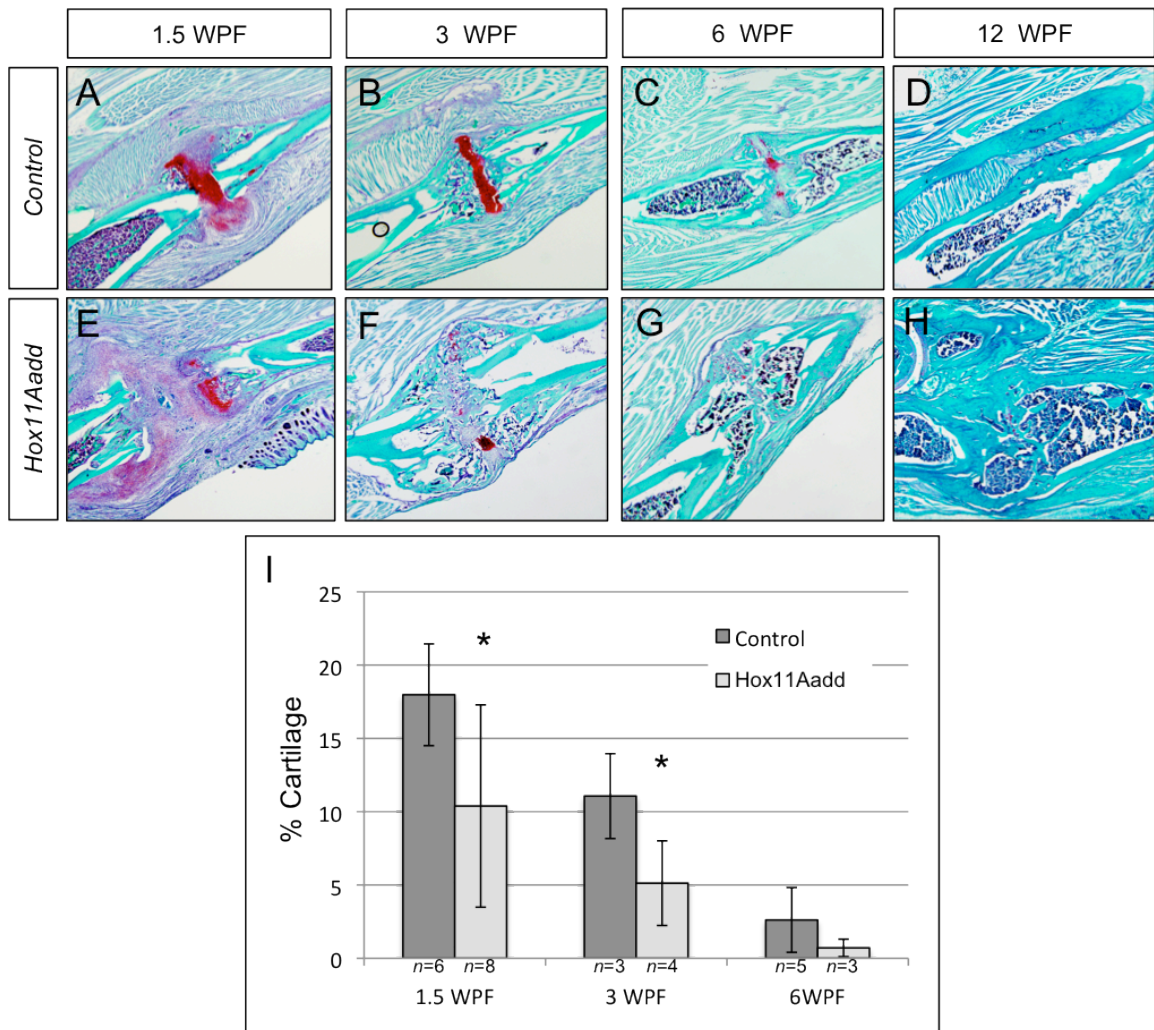 1.5 WPF 3 WPF 6 WPF 12 WPF
Control
A B C D
Hox11Aadd
E F G H
I
25
20
15
10
5
0
% Cartilage
*
*
Control
Hox11Aadd
n=6 n=8 n=3 n=4 n=5 n=3
1.5 WPF 3 WPF 6WPF